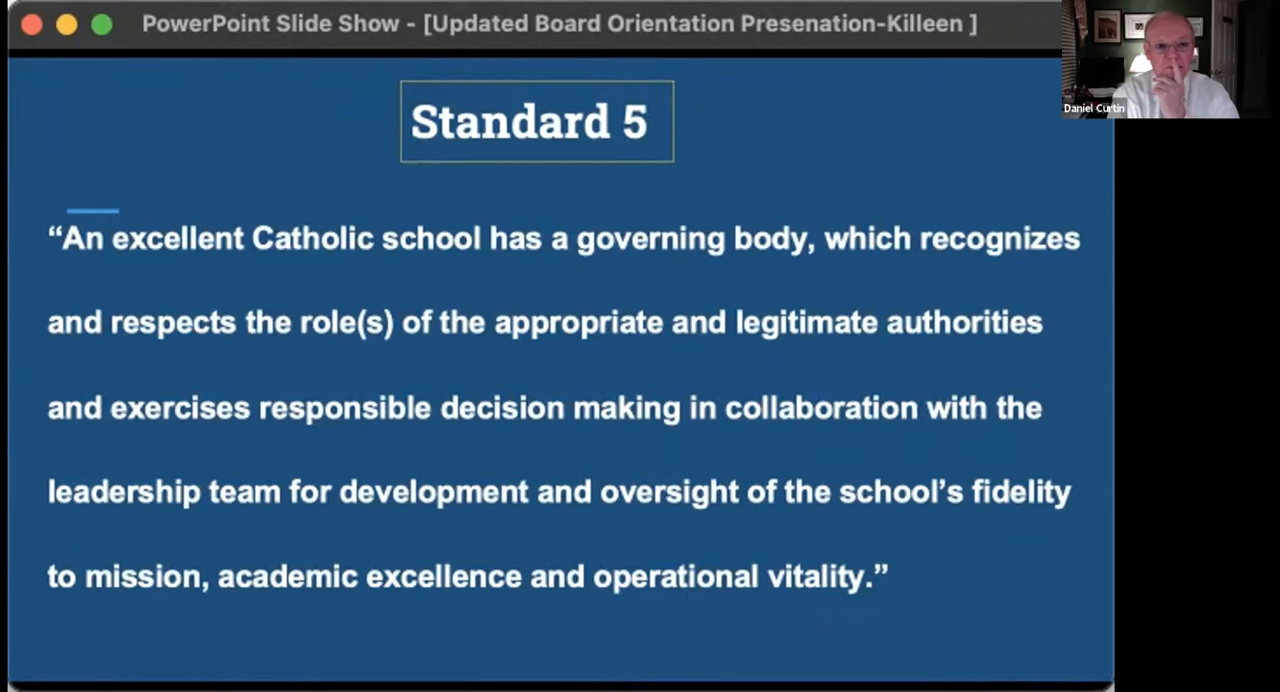 PowerPoint Slide Show - [Updated Board Orientation Presenation-Killeen ]
Daniel Curtin
Standard 5
“An excellent Catholic school has a governing body, which recognizes
and respects the role(s) of the appropriate and legitimate authorities
and exercises responsible decision making in collaboration with the
leadership team for development and oversight of the school’s fidelity
to mission, academic excellence and operational vitality.”